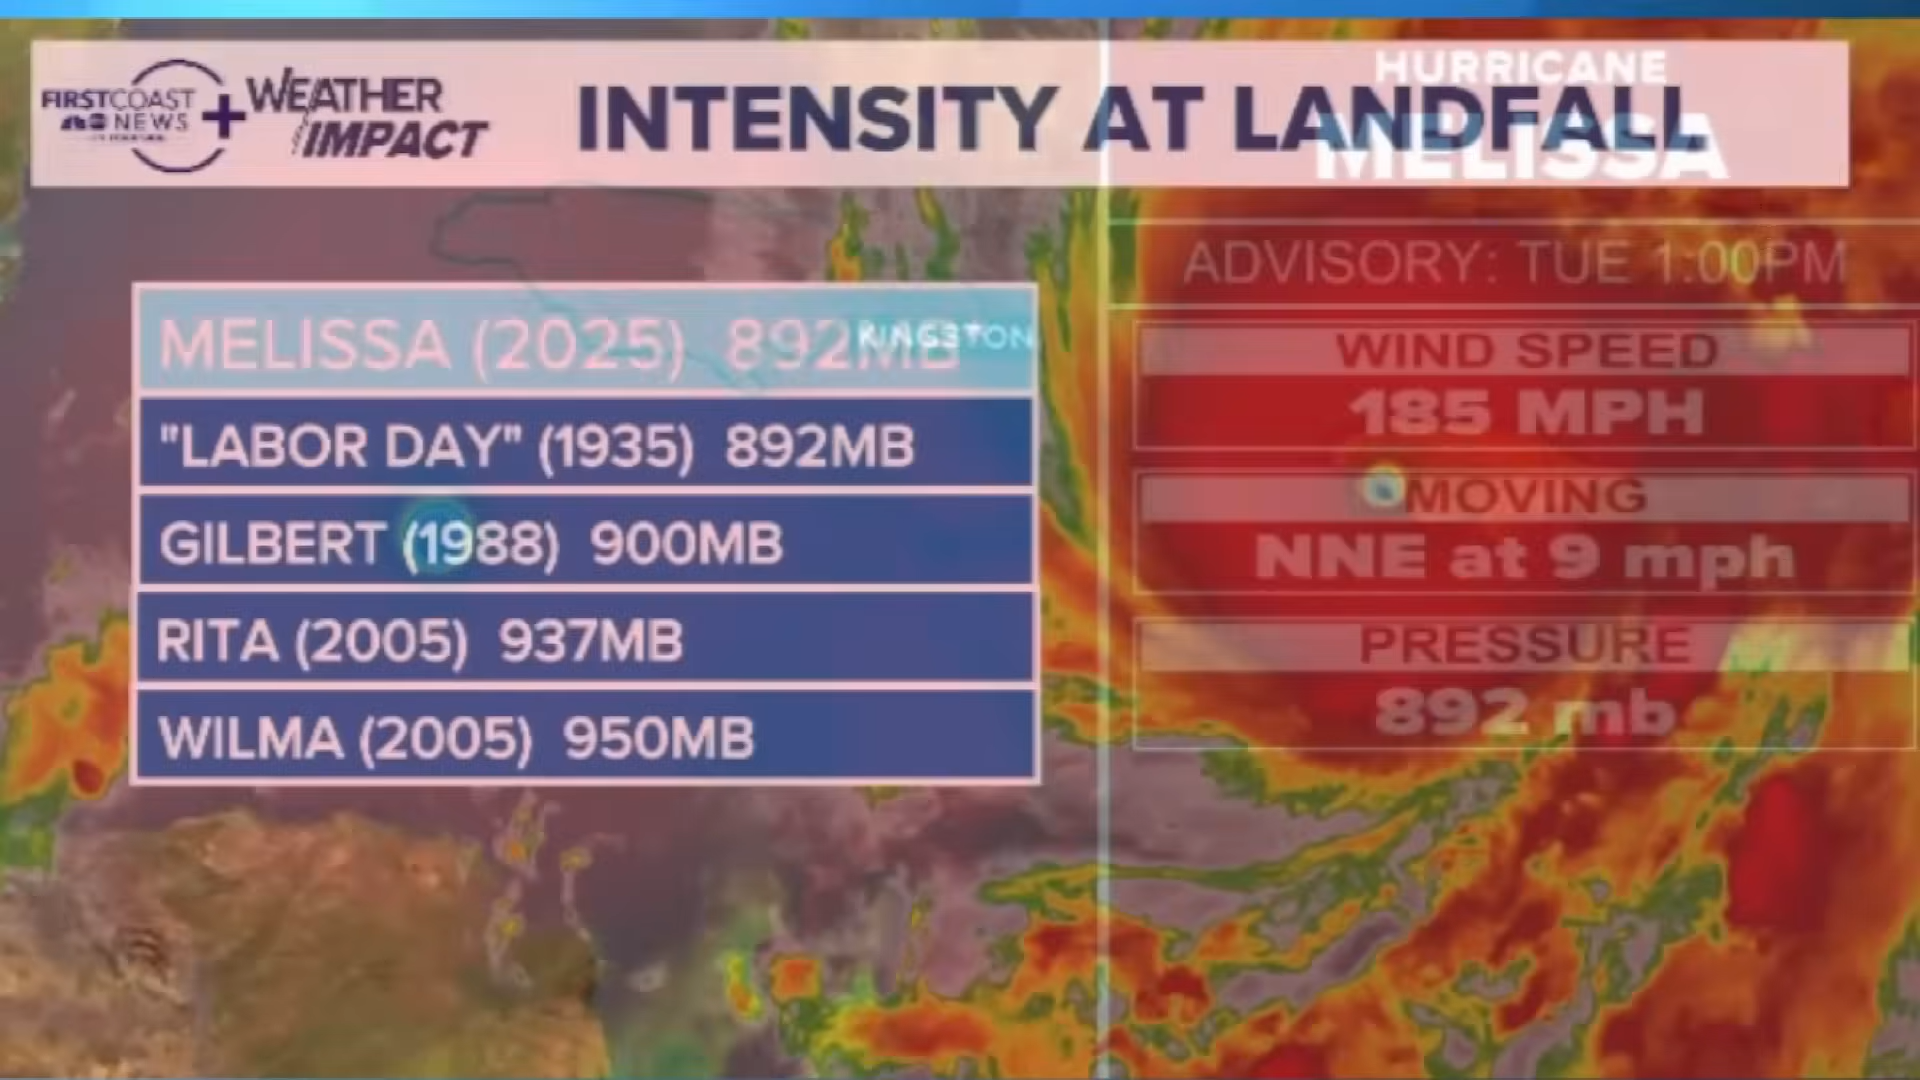 FIRST COAST
NEWS
WEATHER
IMPACT
INTENSITY AT LANDFALL
HURRICANE
MELISSA
MELISSA (2025) 892MB
"LABOR DAY" (1935) 892MB
GILBERT (1988) 900MB
RITA (2005) 937MB
WILMA (2005) 950MB
KINGSTON
ADVISORY: TUE 1:00PM
WIND SPEED
185 MPH
MOVING
NNE at 9 mph
PRESSURE
892 mb